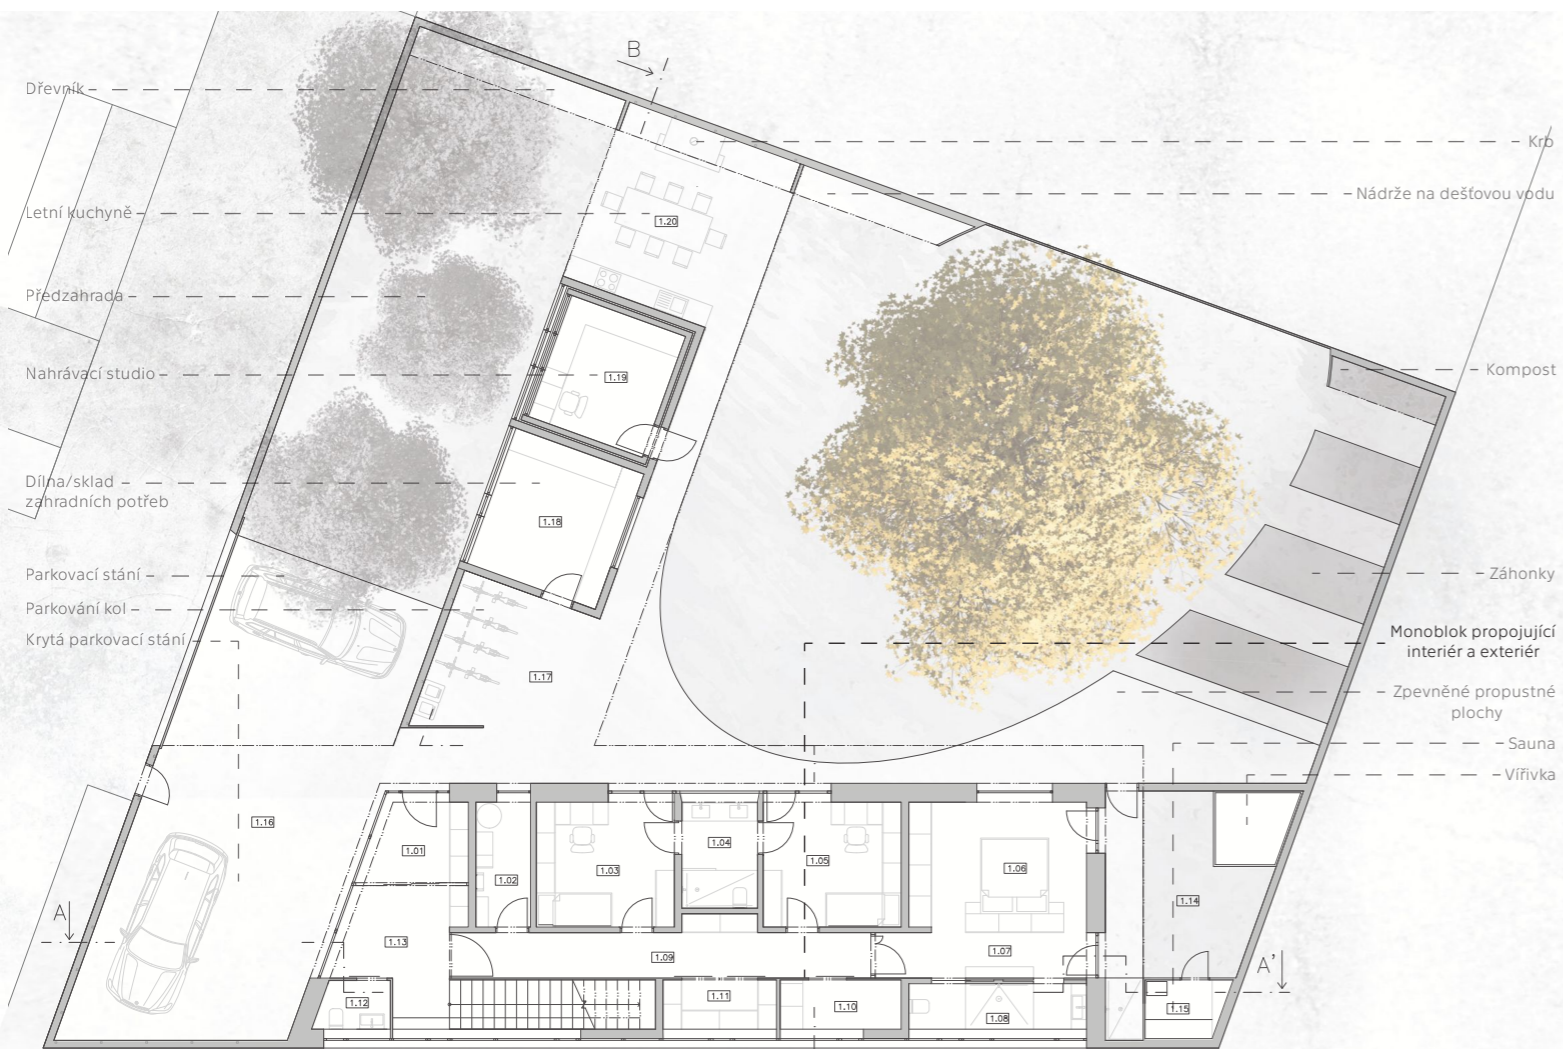 B
Dřevník
Krb
Nádrže na dešťovou vodu
Letní kuchyně
1.20
Předzahrada
Nahrávací studio
1.19
Kompost
Dílna/sklad
zahradních potřeb
1.18
Parkovací stání
Záhonky
Parkování kol
Krytá parkovací stání
Monoblok propojující
interiér a exteriér
1.17
Zpevněné propustné
plochy
Sauna
Vířivka
1.16
1.01
1.02
1.03
1.04
1.05
1.06
1.14
A
1.13
1.09
1.07
A'
1.12
1.11
1.10
1.08
1.15